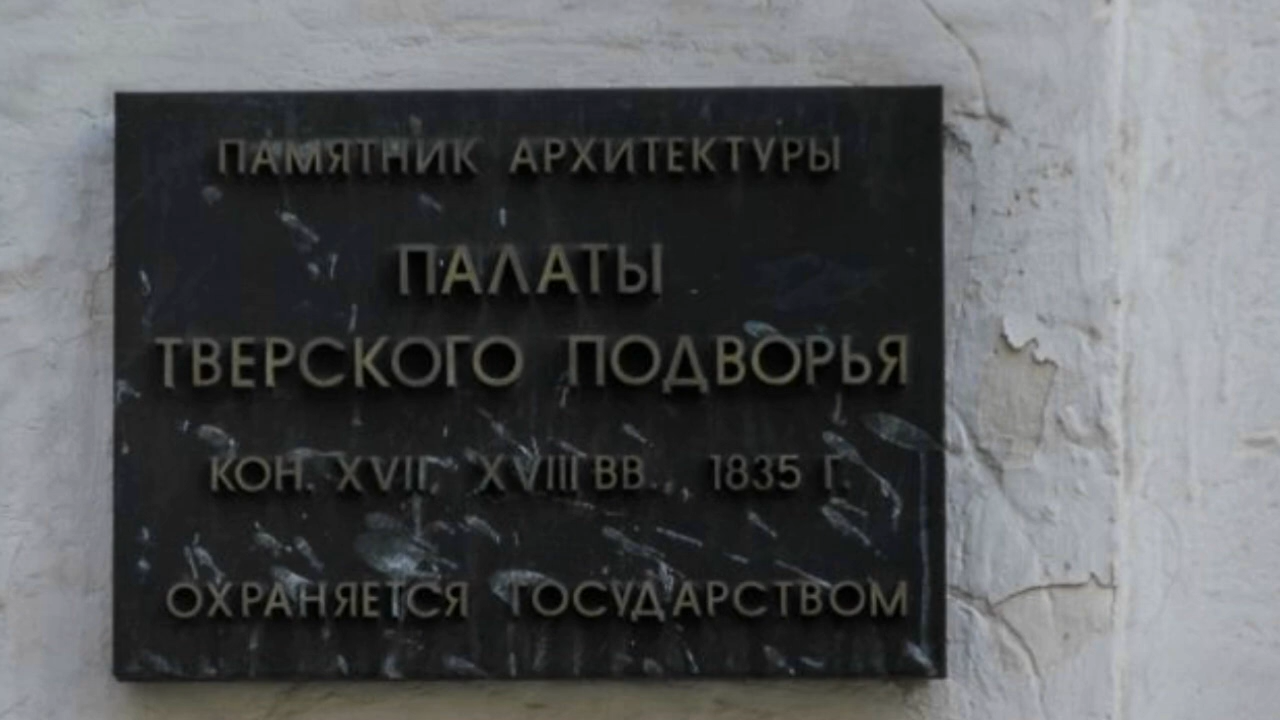 ПАМЯТНИК АРХИТЕКТУРЫ
ПАЛАТЫ
ТВЕРСКОГО ПОДВОРЬЯ
КОН. XVII, XVIII ВВ., 1835 Г.
ОХРАНЯЕТСЯ ГОСУДАРСТВОМ